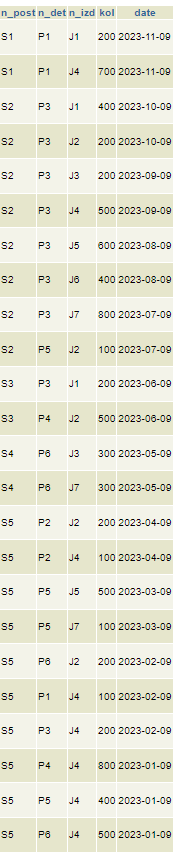 n_post n_det n_izd kol date
S1 P1 J1 200 2023-11-09
S1 P1 J4 700 2023-11-09
S2 P3 J1 400 2023-10-09
S2 P3 J2 200 2023-10-09
S2 P3 J3 200 2023-09-09
S2 P3 J4 500 2023-09-09
S2 P3 J5 600 2023-08-09
S2 P3 J6 400 2023-08-09
S2 P3 J7 800 2023-07-09
S2 P5 J2 100 2023-07-09
S3 P3 J1 200 2023-06-09
S3 P4 J2 500 2023-06-09
S4 P6 J3 300 2023-05-09
S4 P6 J7 300 2023-05-09
S5 P2 J2 200 2023-04-09
S5 P2 J4 100 2023-04-09
S5 P5 J5 500 2023-03-09
S5 P5 J7 100 2023-03-09
S5 P6 J2 200 2023-02-09
S5 P1 J4 100 2023-02-09
S5 P3 J4 200 2023-02-09
S5 P4 J4 800 2023-01-09
S5 P5 J4 400 2023-01-09
S5 P6 J4 500 2023-01-09